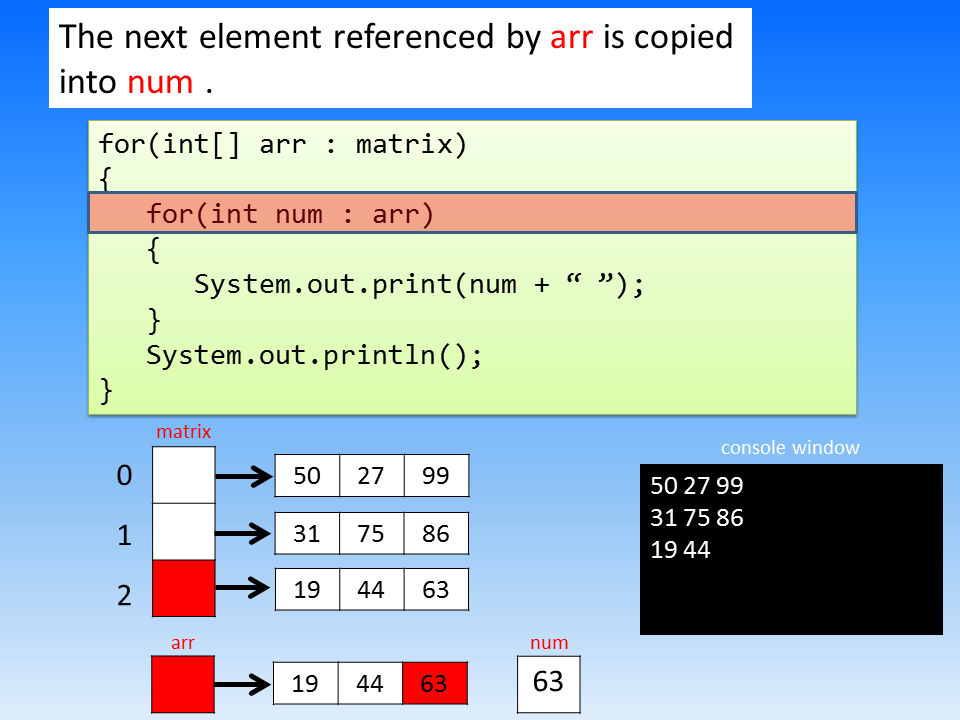 The next element referenced by arr is copied
into num .
for(int[] arr : matrix)
{
for(int num : arr)
{
System.out.print(num + “ ”);
}
System.out.println();
}
matrix
console window
0
50 27 99
50 27 99
31 75 86
1
31 75 86
19 44
2
19 44 63
arr
num
19 44 63
63